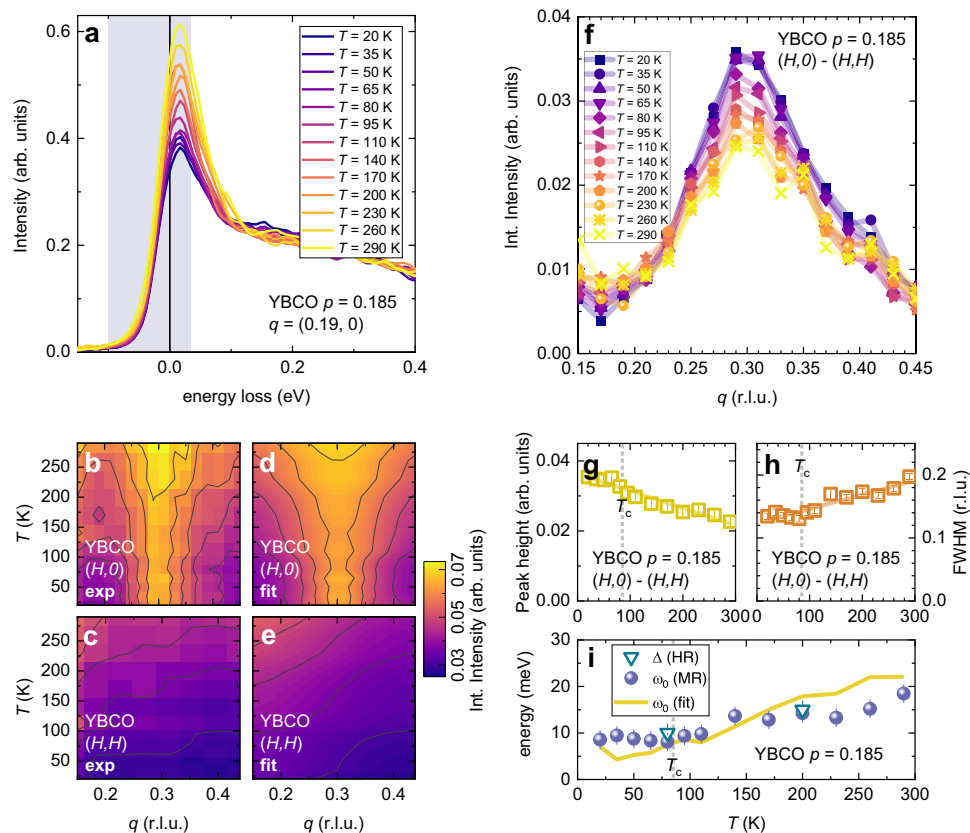 a
0.6
0.4
0.2
0.0
Intensity (arb. units)
0.0
0.2
0.4
energy loss (eV)
T = 20 K
T = 35 K
T = 50 K
T = 65 K
T = 80 K
T = 95 K
T = 110 K
T = 140 K
T = 170 K
T = 200 K
T = 230 K
T = 260 K
T = 290 K
YBCO p = 0.185
q = (0.19, 0)
f
YBCO p = 0.185
(H,0) - (H,H)
0.04
0.03
0.02
0.01
0.00
Int. Intensity (arb. units)
T = 20 K
T = 35 K
T = 50 K
T = 65 K
T = 80 K
T = 95 K
T = 110 K
T = 140 K
T = 170 K
T = 200 K
T = 230 K
T = 260 K
T = 290 K
0.15 0.20 0.25 0.30 0.35 0.40 0.45
q (r.l.u.)
b
250
200
150
100
50
T (K)
YBCO
(H,0)
exp
d
YBCO
(H,0)
fit
c
250
200
150
100
50
T (K)
YBCO
(H,H)
exp
e
YBCO
(H,H)
fit
0.2 0.3 0.4
0.2 0.3 0.4
q (r.l.u.)
0.07
0.05
0.03
Int. Intensity (arb. units)
g
0.04
0.02
0.00
Peak height (arb. units)
Tc
YBCO p = 0.185
(H,0) - (H,H)
0 100 200 300
h
Tc
YBCO p = 0.185
(H,0) - (H,H)
0.2
0.1
0.0
FWHM (r.l.u.)
100 200 300
i
30
20
10
0
energy (meV)
Δ (HR)
ω0 (MR)
ω0 (fit)
Tc
YBCO p = 0.185
0 50 100 150 200 250 300
T (K)